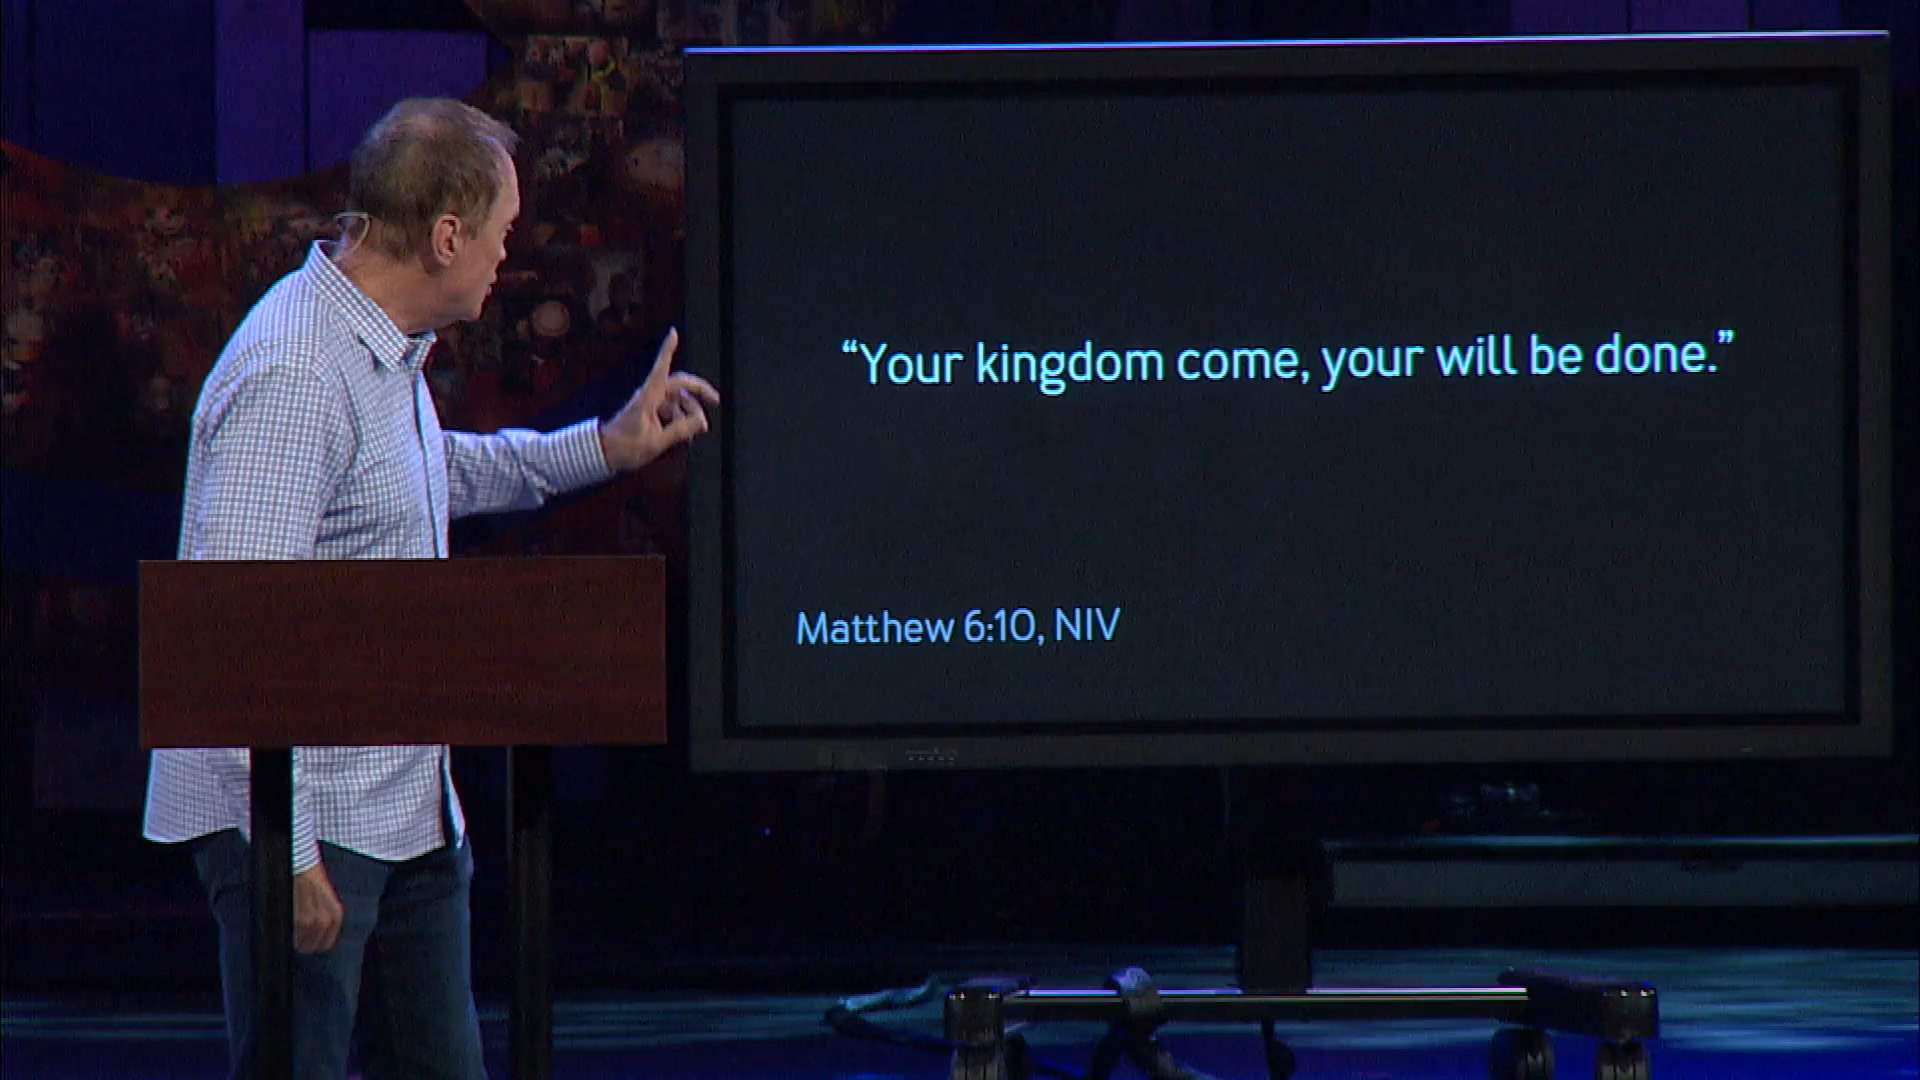 “Your kingdom come, your will be done.”
Matthew 6:10, NIV